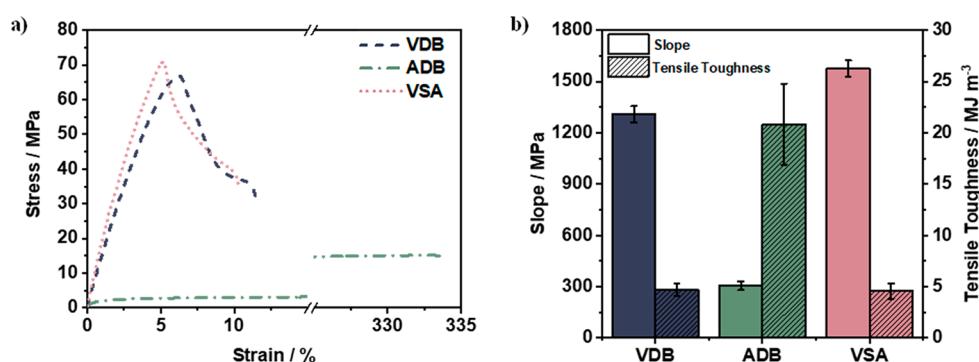 a)
80
70
60
50
40
30
20
10
0
Stress / MPa
0
5
10
330
335
Strain / %
VDB
ADB
VSA
b)
1800
1500
1200
900
600
300
0
Slope / MPa
Slope
Tensile Toughness
VDB
ADB
VSA
30
25
20
15
10
5
0
Tensile Toughness / MJ m-3